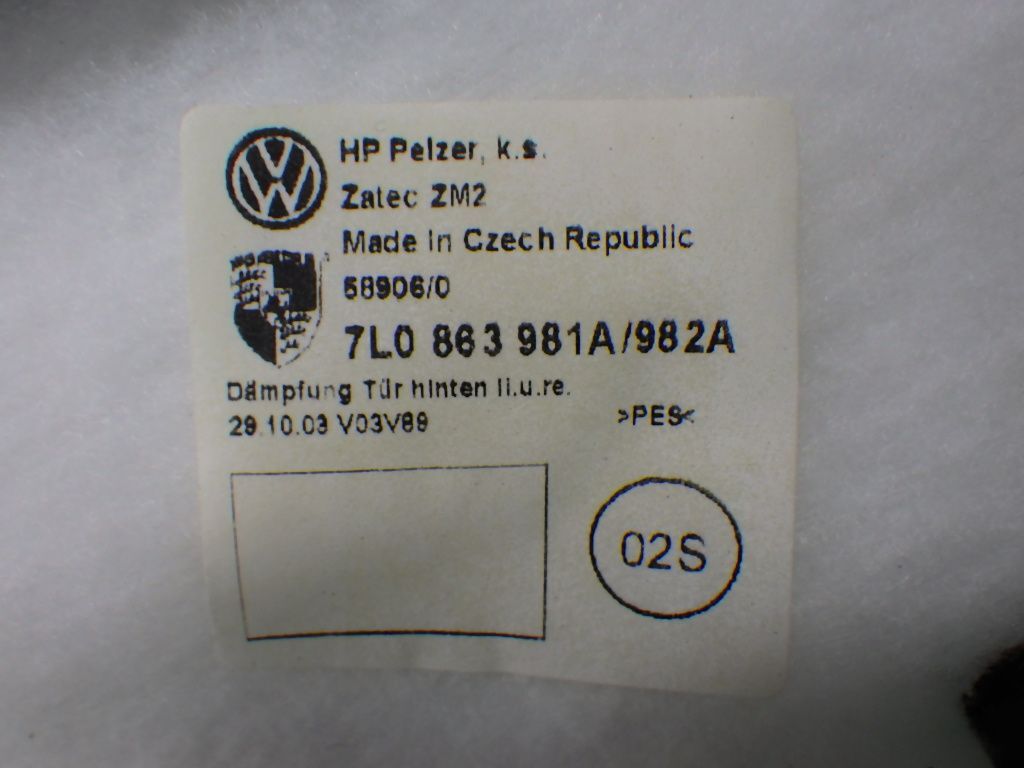 HP Pelzer, k.s.
Zatec ZM2
Made in Czech Republic
58906/0
7L0 863 981A/982A
Dämpfung Tür hinten li.u.re.
29.10.03 V03V89
>PES<
02S